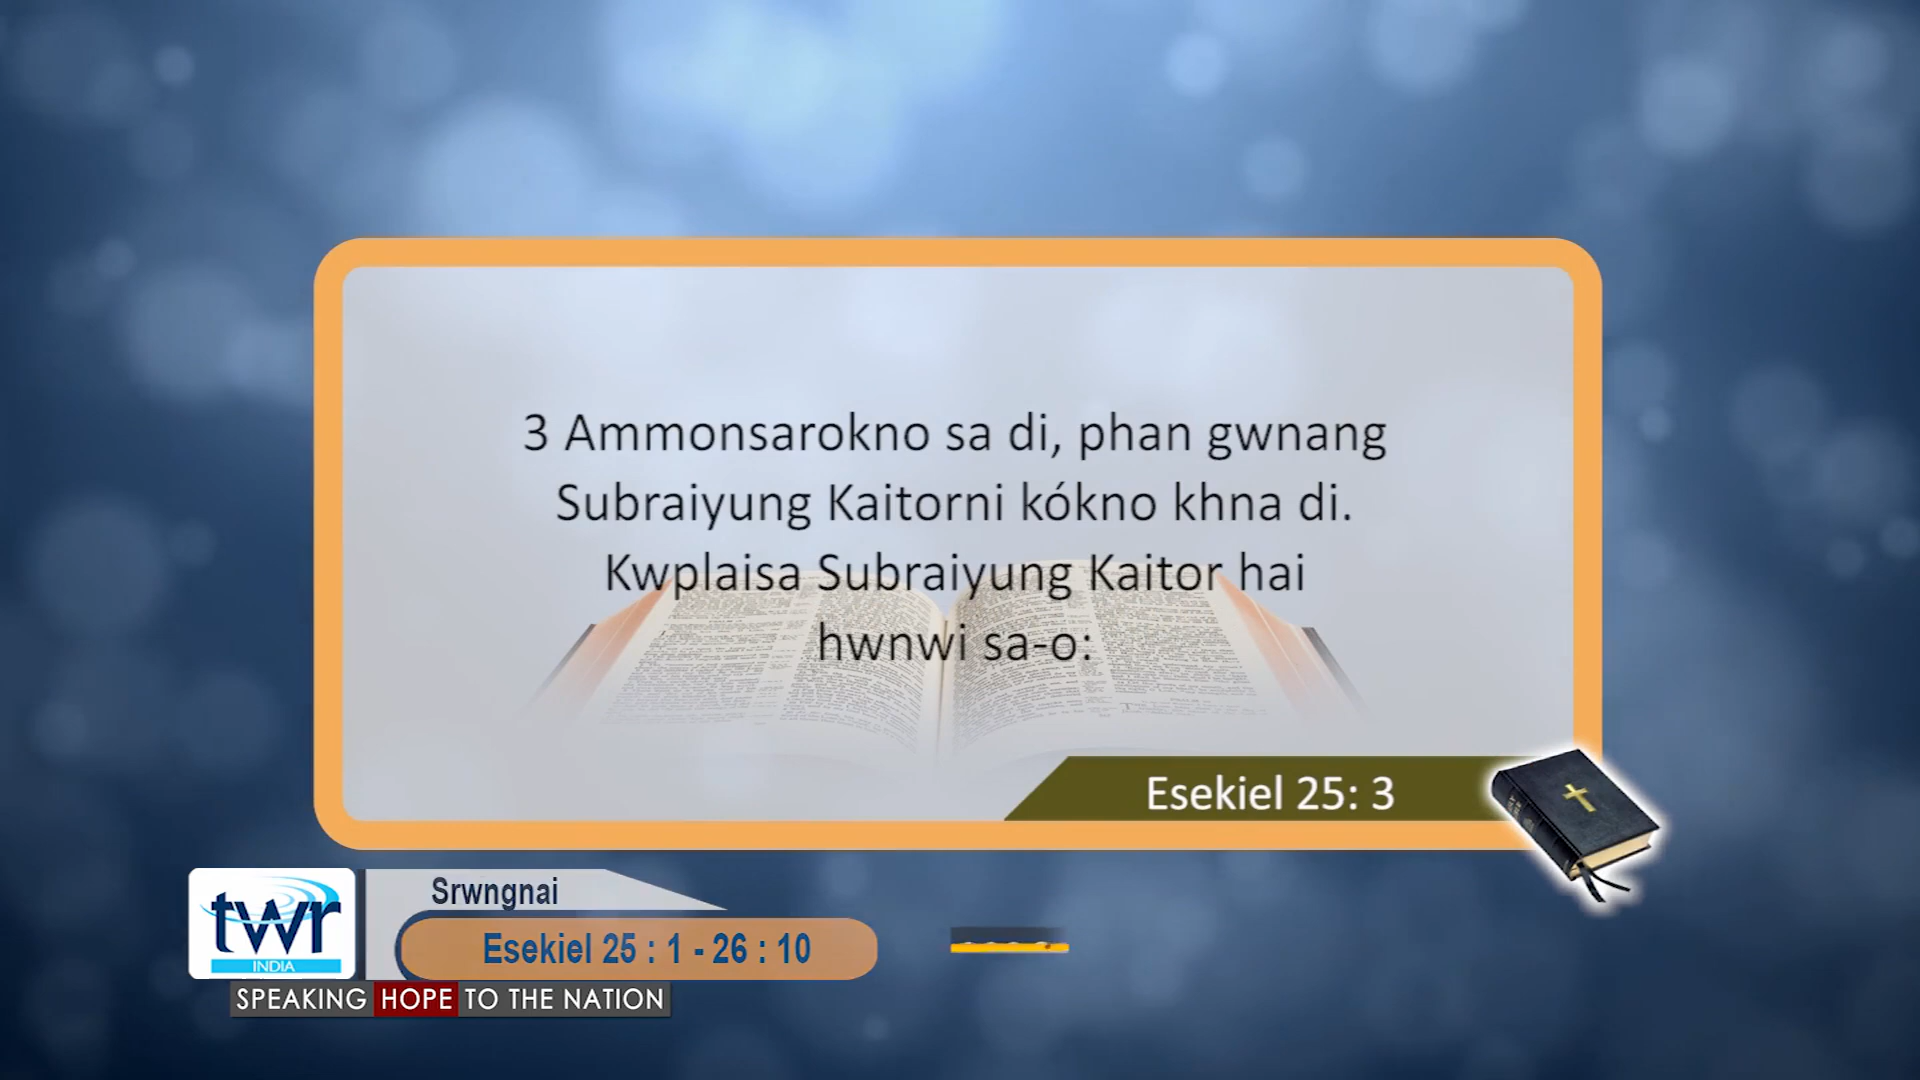 3 Ammonsarokno sa di, phan gwnang
Subraiyung Kaitorni kókno khna di.
Kwplaisa Subraiyung Kaitor hai
hwnwi sa-o:
Esekiel 25: 3
twr
INDIA
Srwngnai
Esekiel 25 : 1 - 26 : 10
SPEAKING HOPE TO THE NATION